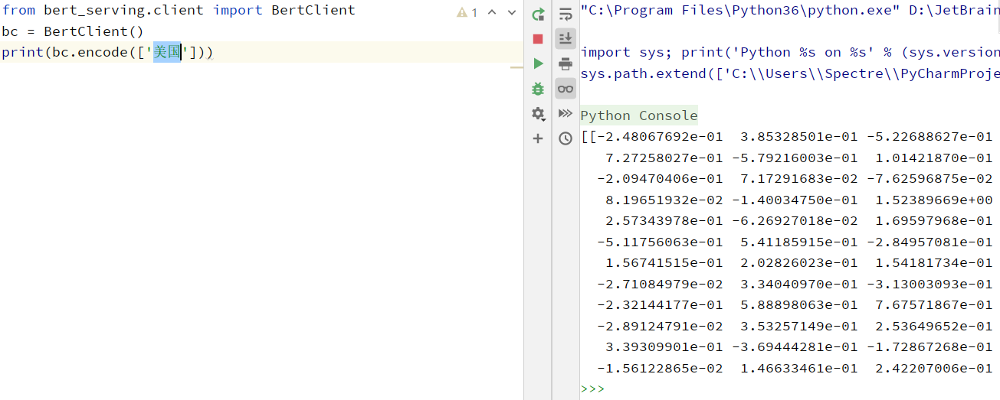 from bert_serving.client import BertClient
bc = BertClient()
print(bc.encode(['美国']))
1
"C:\Program Files\Python36\python.exe" D:\JetBrain
import sys; print('Python %s on %s' % (sys.version
sys.path.extend(['C:\\Users\\Spectre\\PyCharmProje
Python Console
[[-2.48067692e-01  3.85328501e-01 -5.22688627e-01
7.27258027e-01 -5.79216003e-01  1.01421870e-01
-2.09470406e-01  7.17291683e-02 -7.62596875e-02
8.19651932e-02 -1.40034750e-01  1.52389669e+00
2.57343978e-01 -6.26927018e-02  1.69597968e-01
-5.11756063e-01  5.41185915e-01 -2.84957081e-01
1.56741515e-01  2.02826023e-01  1.54181734e-01
-2.71084979e-02  3.34040970e-01 -3.13003093e-01
-2.32144177e-01  5.88898063e-01  7.67571867e-01
-2.89124791e-02  3.53257149e-01  2.53649652e-01
3.39309901e-01 -3.69444281e-01 -1.72867268e-01
-1.56122865e-02  1.46633461e-01  2.42207006e-01
>>>